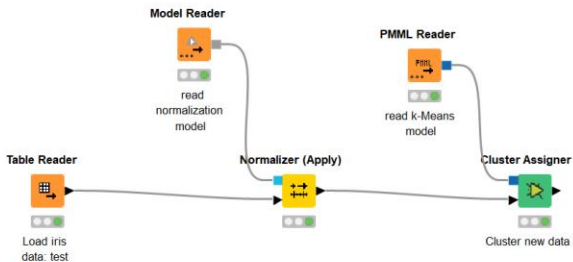 Model Reader
read
normalization
model
PMML Reader
PMML
read k-Means
model
Table Reader
Load iris
data: test
Normalizer (Apply)
Cluster Assigner
Cluster new data